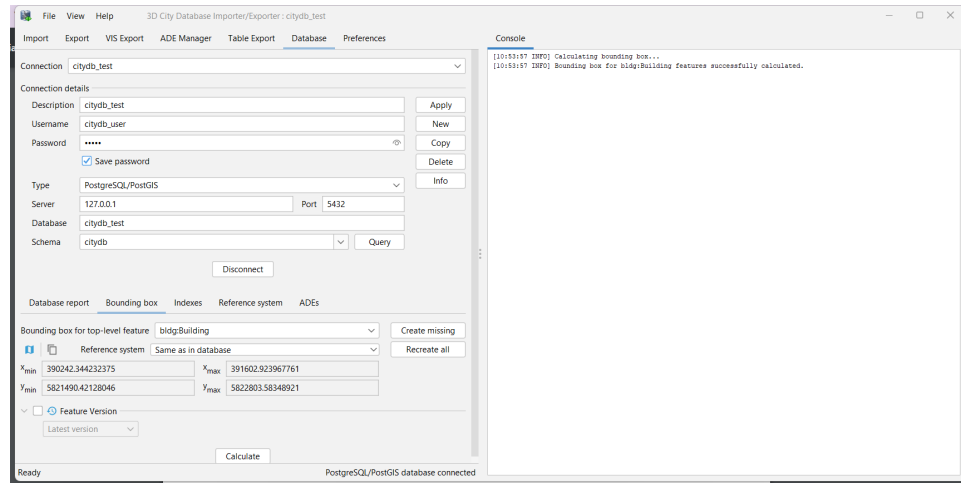 File View Help 3D City Database Importer/Exporter : citydb_test
Import Export VIS Export ADE Manager Table Export Database Preferences
Connection citydb_test
Connection details
Description citydb_test Apply
Username citydb_user New
Password ••••• Copy
Save password Delete
Type PostgreSQL/PostGIS Info
Server 127.0.0.1 Port 5432
Database citydb_test
Schema citydb Query
Disconnect
Database report Bounding box Indexes Reference system ADEs
Bounding box for top-level feature bldg:Building Create missing
Reference system Same as in database Recreate all
xmin 390242.344232375 xmax 391602.923967761
ymin 5821490.42128046 ymax 5822803.58348921
Feature Version
Latest version
Calculate
Ready PostgreSQL/PostGIS database connected
Console
[10:53:57 INFO] Calculating bounding box...
[10:53:57 INFO] Bounding box for bldg:Building features successfully calculated.